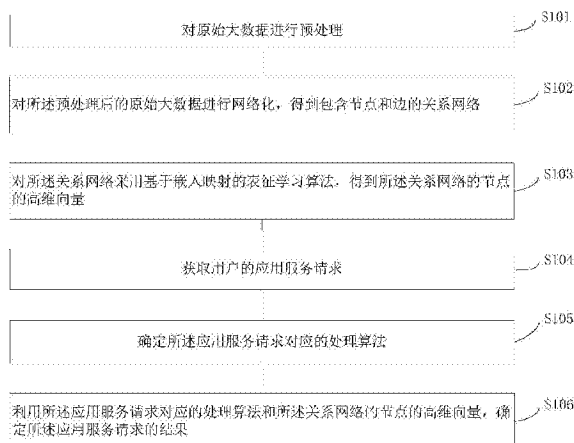 S101
对原始大数据进行预处理
S102
对所述预处理后的原始大数据进行网络化，得到包含节点和边的关系网络
S103
对所述关系网络采用基于嵌入映射的表征学习算法，得到所述关系网络的节点
的高维向量
S104
获取用户的应用服务请求
S105
确定所述应用服务请求对应的处理算法
S106
利用所述应用服务请求对应的处理算法和所述关系网络的节点的高维向量，确
定所述应用服务请求的结果